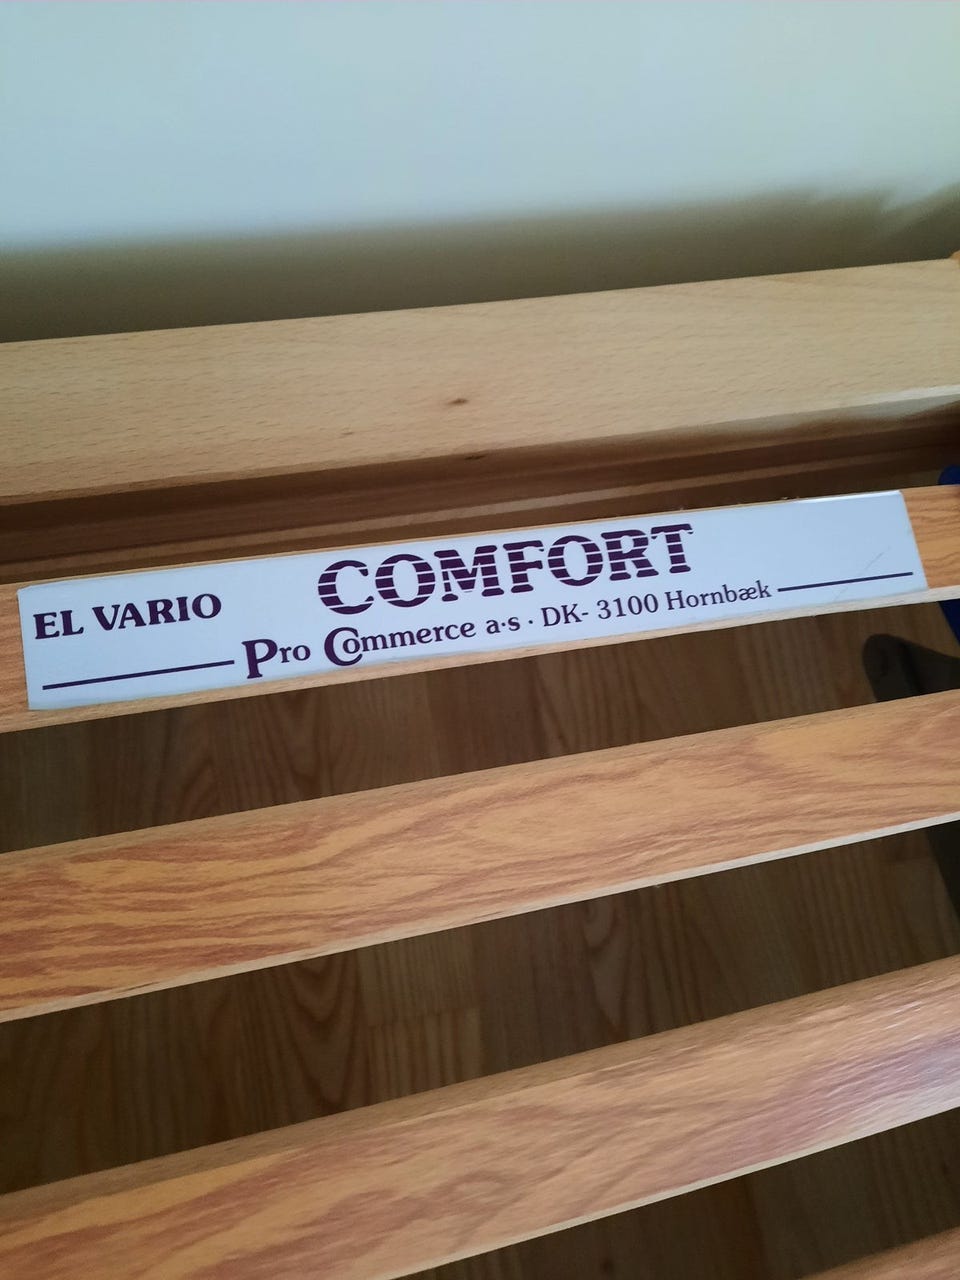 EL VARIO COMFORT
Pro Commerce a·s · DK- 3100 Hornbæk